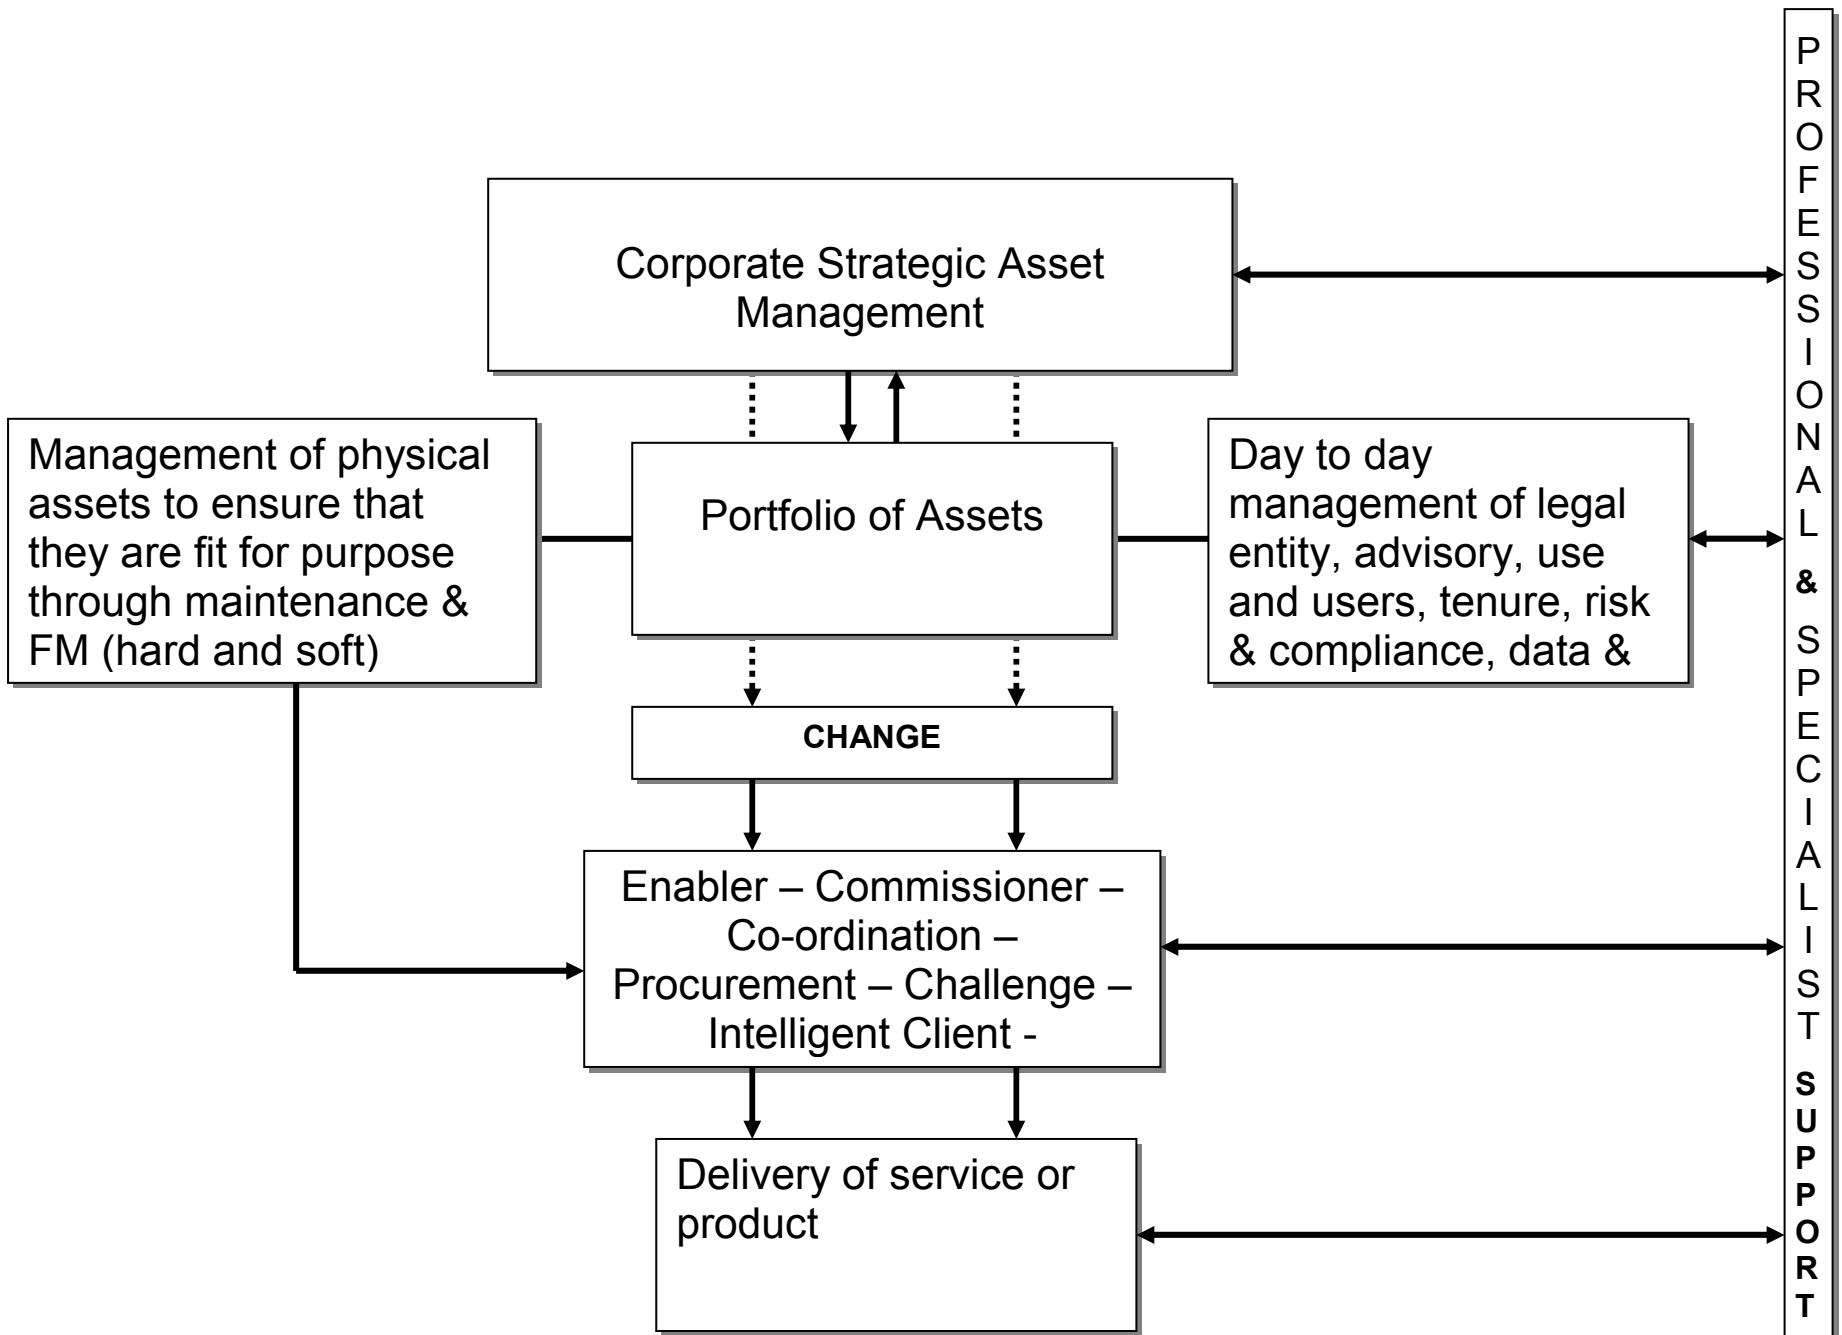 Corporate Strategic Asset
Management
Management of physical
assets to ensure that
they are fit for purpose
through maintenance &
FM (hard and soft)
Portfolio of Assets
Day to day
management of legal
entity, advisory, use
and users, tenure, risk
& compliance, data &
CHANGE
Enabler – Commissioner –
Co-ordination –
Procurement – Challenge –
Intelligent Client -
Delivery of service or
product
PROFESSIONAL & SPECIALIST SUPPORT